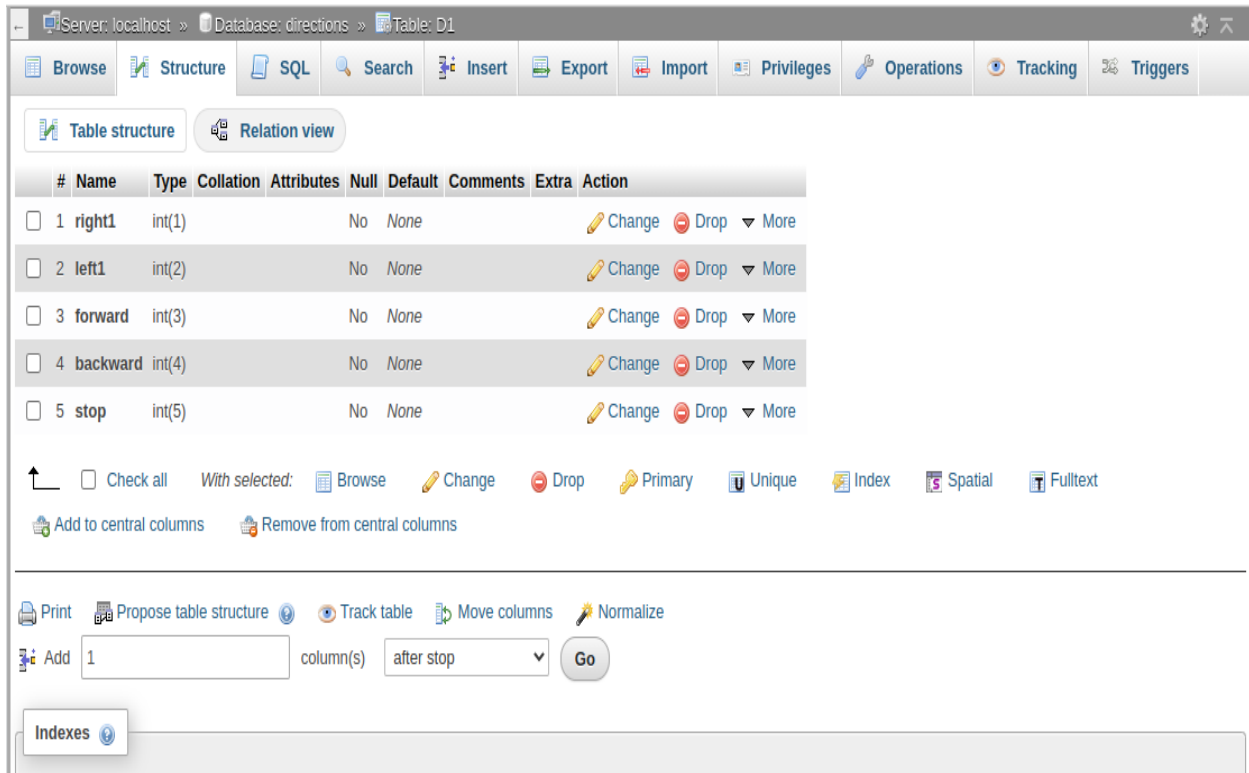 Server: localhost » Database: directions » Table: D1
Browse Structure SQL Search Insert Export Import Privileges Operations Tracking Triggers
Table structure Relation view
# Name Type Collation Attributes Null Default Comments Extra Action
1 right1 int(1) No None Change Drop More
2 left1 int(2) No None Change Drop More
3 forward int(3) No None Change Drop More
4 backward int(4) No None Change Drop More
5 stop int(5) No None Change Drop More
Check all With selected: Browse Change Drop Primary Unique Index Spatial Fulltext
Add to central columns Remove from central columns
Print Propose table structure Track table Move columns Normalize
Add 1 column(s) after stop Go
Indexes